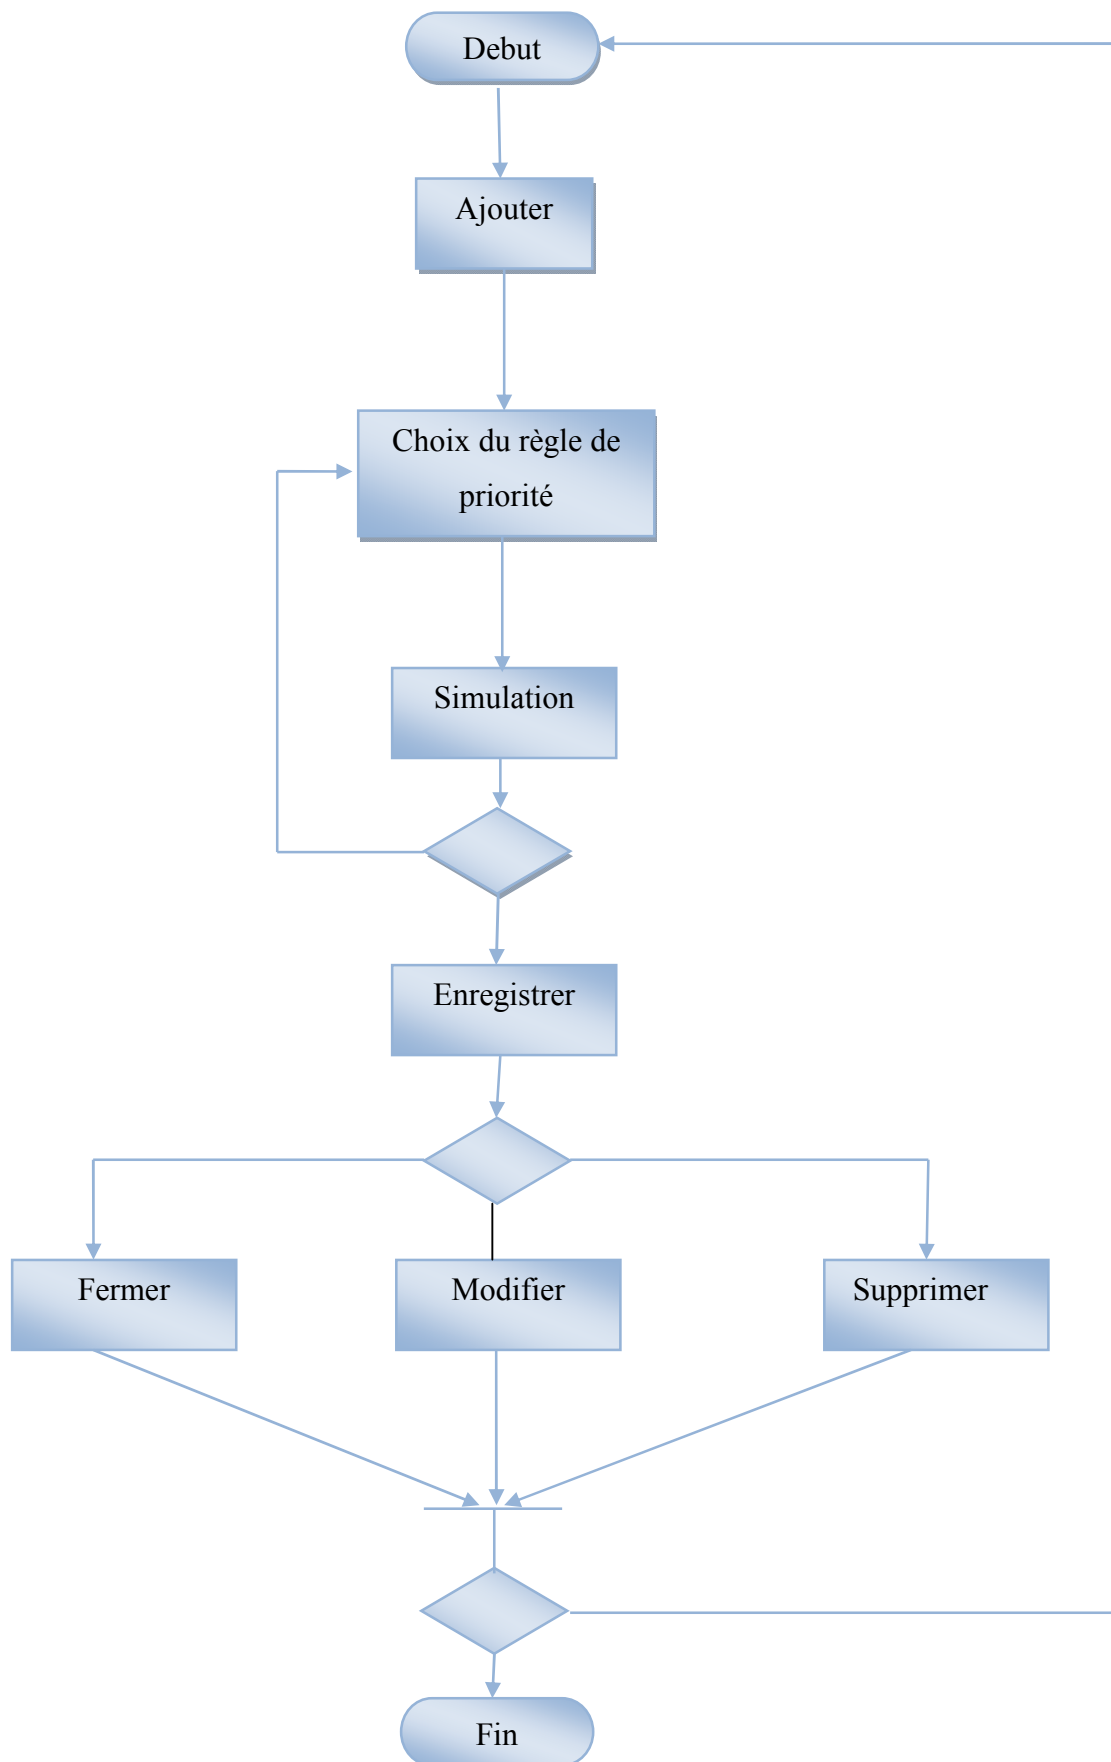 Debut
Ajouter
Choix du règle de
priorité
Simulation
Enregistrer
Fermer
Modifier
Supprimer
Fin